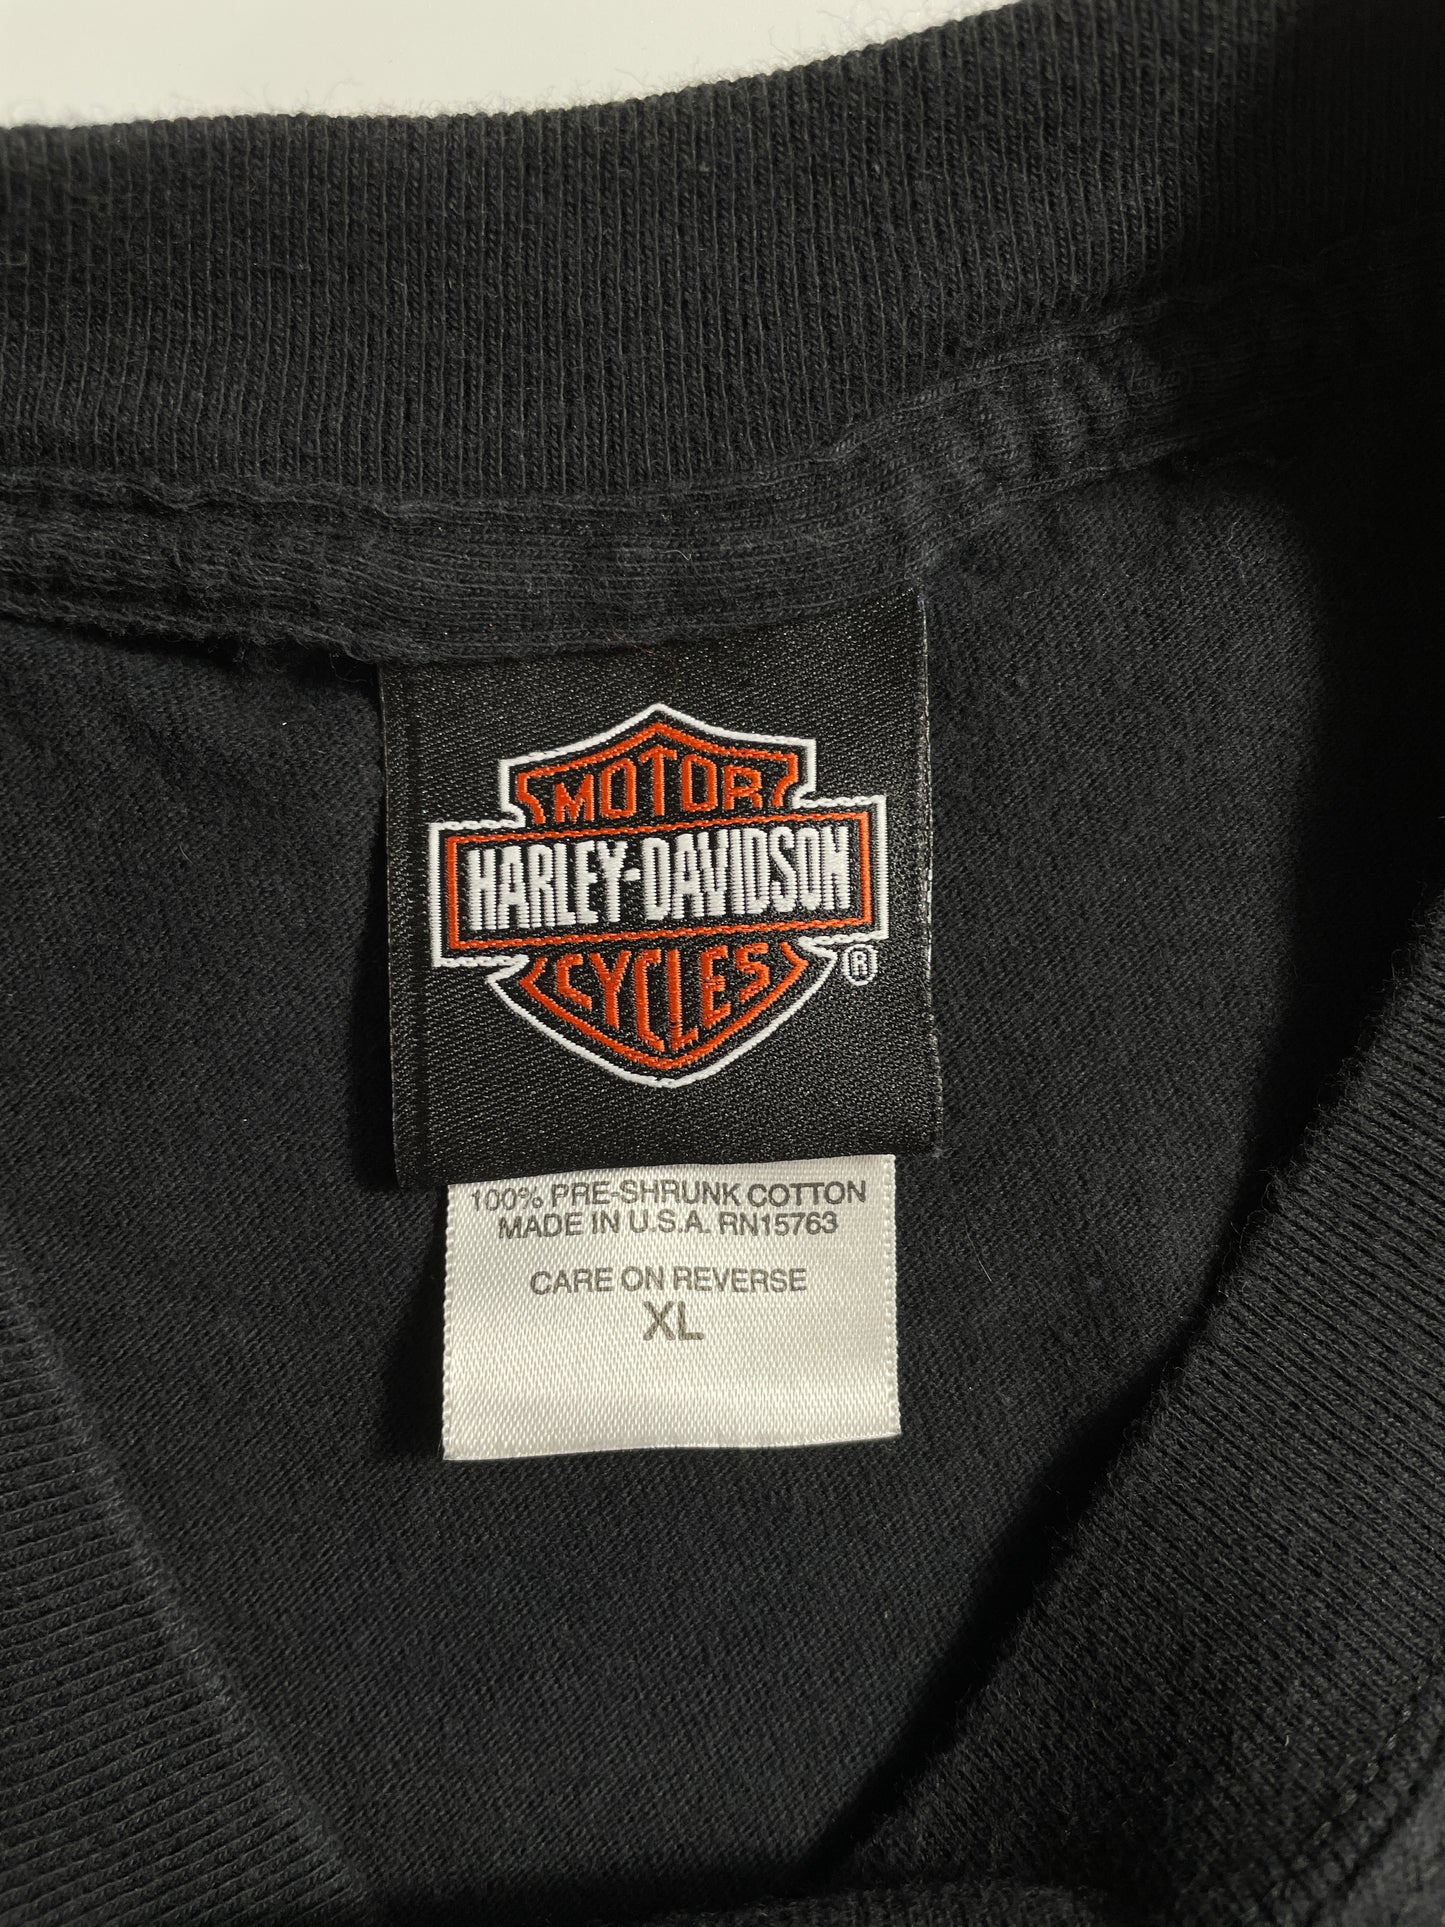 MOTOR
HARLEY-DAVIDSON
CYCLES
®
100% PRE-SHRUNK COTTON
MADE IN U.S.A. RN15763
CARE ON REVERSE
XL